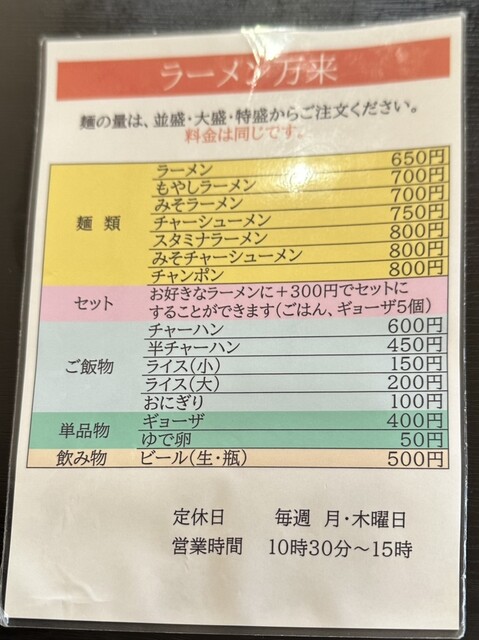 ラーメン万来
麺の量は、並盛・大盛・特盛からご注文ください。
料金は同じです。
麺 類
ラーメン 650円
もやしラーメン 700円
みそラーメン 700円
チャーシューメン 750円
スタミナラーメン 800円
みそチャーシューメン 800円
チャンポン 800円
セット お好きなラーメンに+300円でセットに
することができます(ごはん、ギョーザ5個)
ご飯物
チャーハン 600円
半チャーハン 450円
ライス(小) 150円
ライス(大) 200円
おにぎり 100円
単品物
ギョーザ 400円
ゆで卵 50円
飲み物 ビール(生・瓶) 500円
定休日 毎週 月・木曜日
営業時間 10時30分~15時